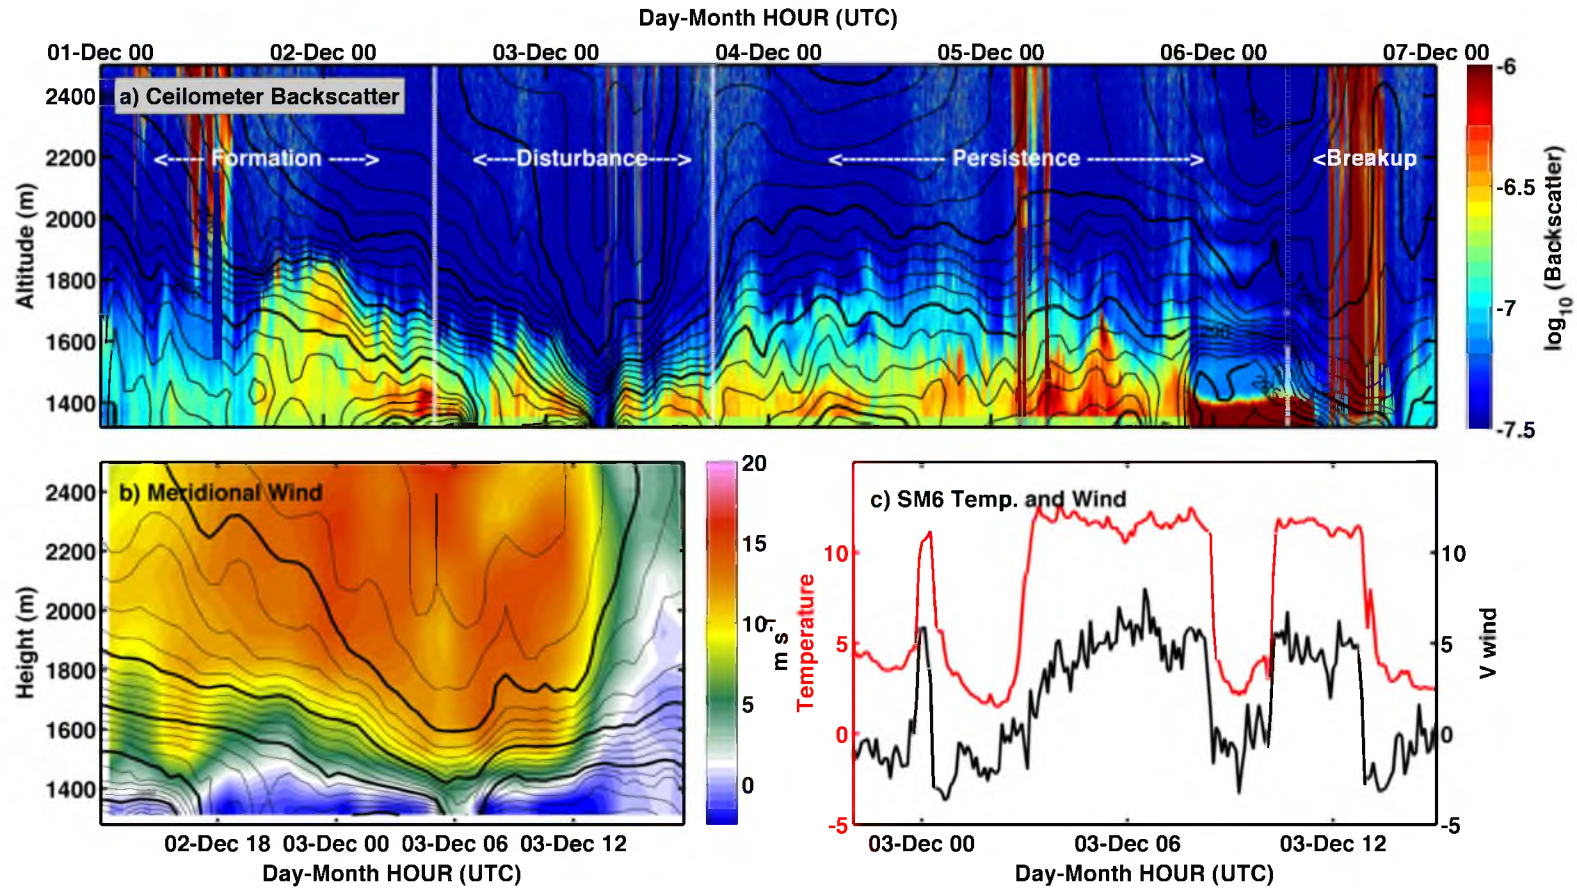 Day-Month HOUR (UTC)
01-Dec 00 02-Dec 00 03-Dec 00 04-Dec 00 05-Dec 00 06-Dec 00 07-Dec 00
a) Ceilometer Backscatter
<---- Formation ----> <----Disturbance----> <--------- Persistence ---------> <Breakup
Altitude (m)
2400
2200
2000
1800
1600
1400
-6
-6.5
-7
-7.5
log10 (Backscatter)
b) Meridional Wind
Height (m)
2400
2200
2000
1800
1600
1400
02-Dec 18 03-Dec 00 03-Dec 06 03-Dec 12
Day-Month HOUR (UTC)
20
15
10
5
0
m s-1
c) SM6 Temp. and Wind
Temperature
10
5
0
-5
10
5
0
-5
V wind
03-Dec 00 03-Dec 06 03-Dec 12
Day-Month HOUR (UTC)